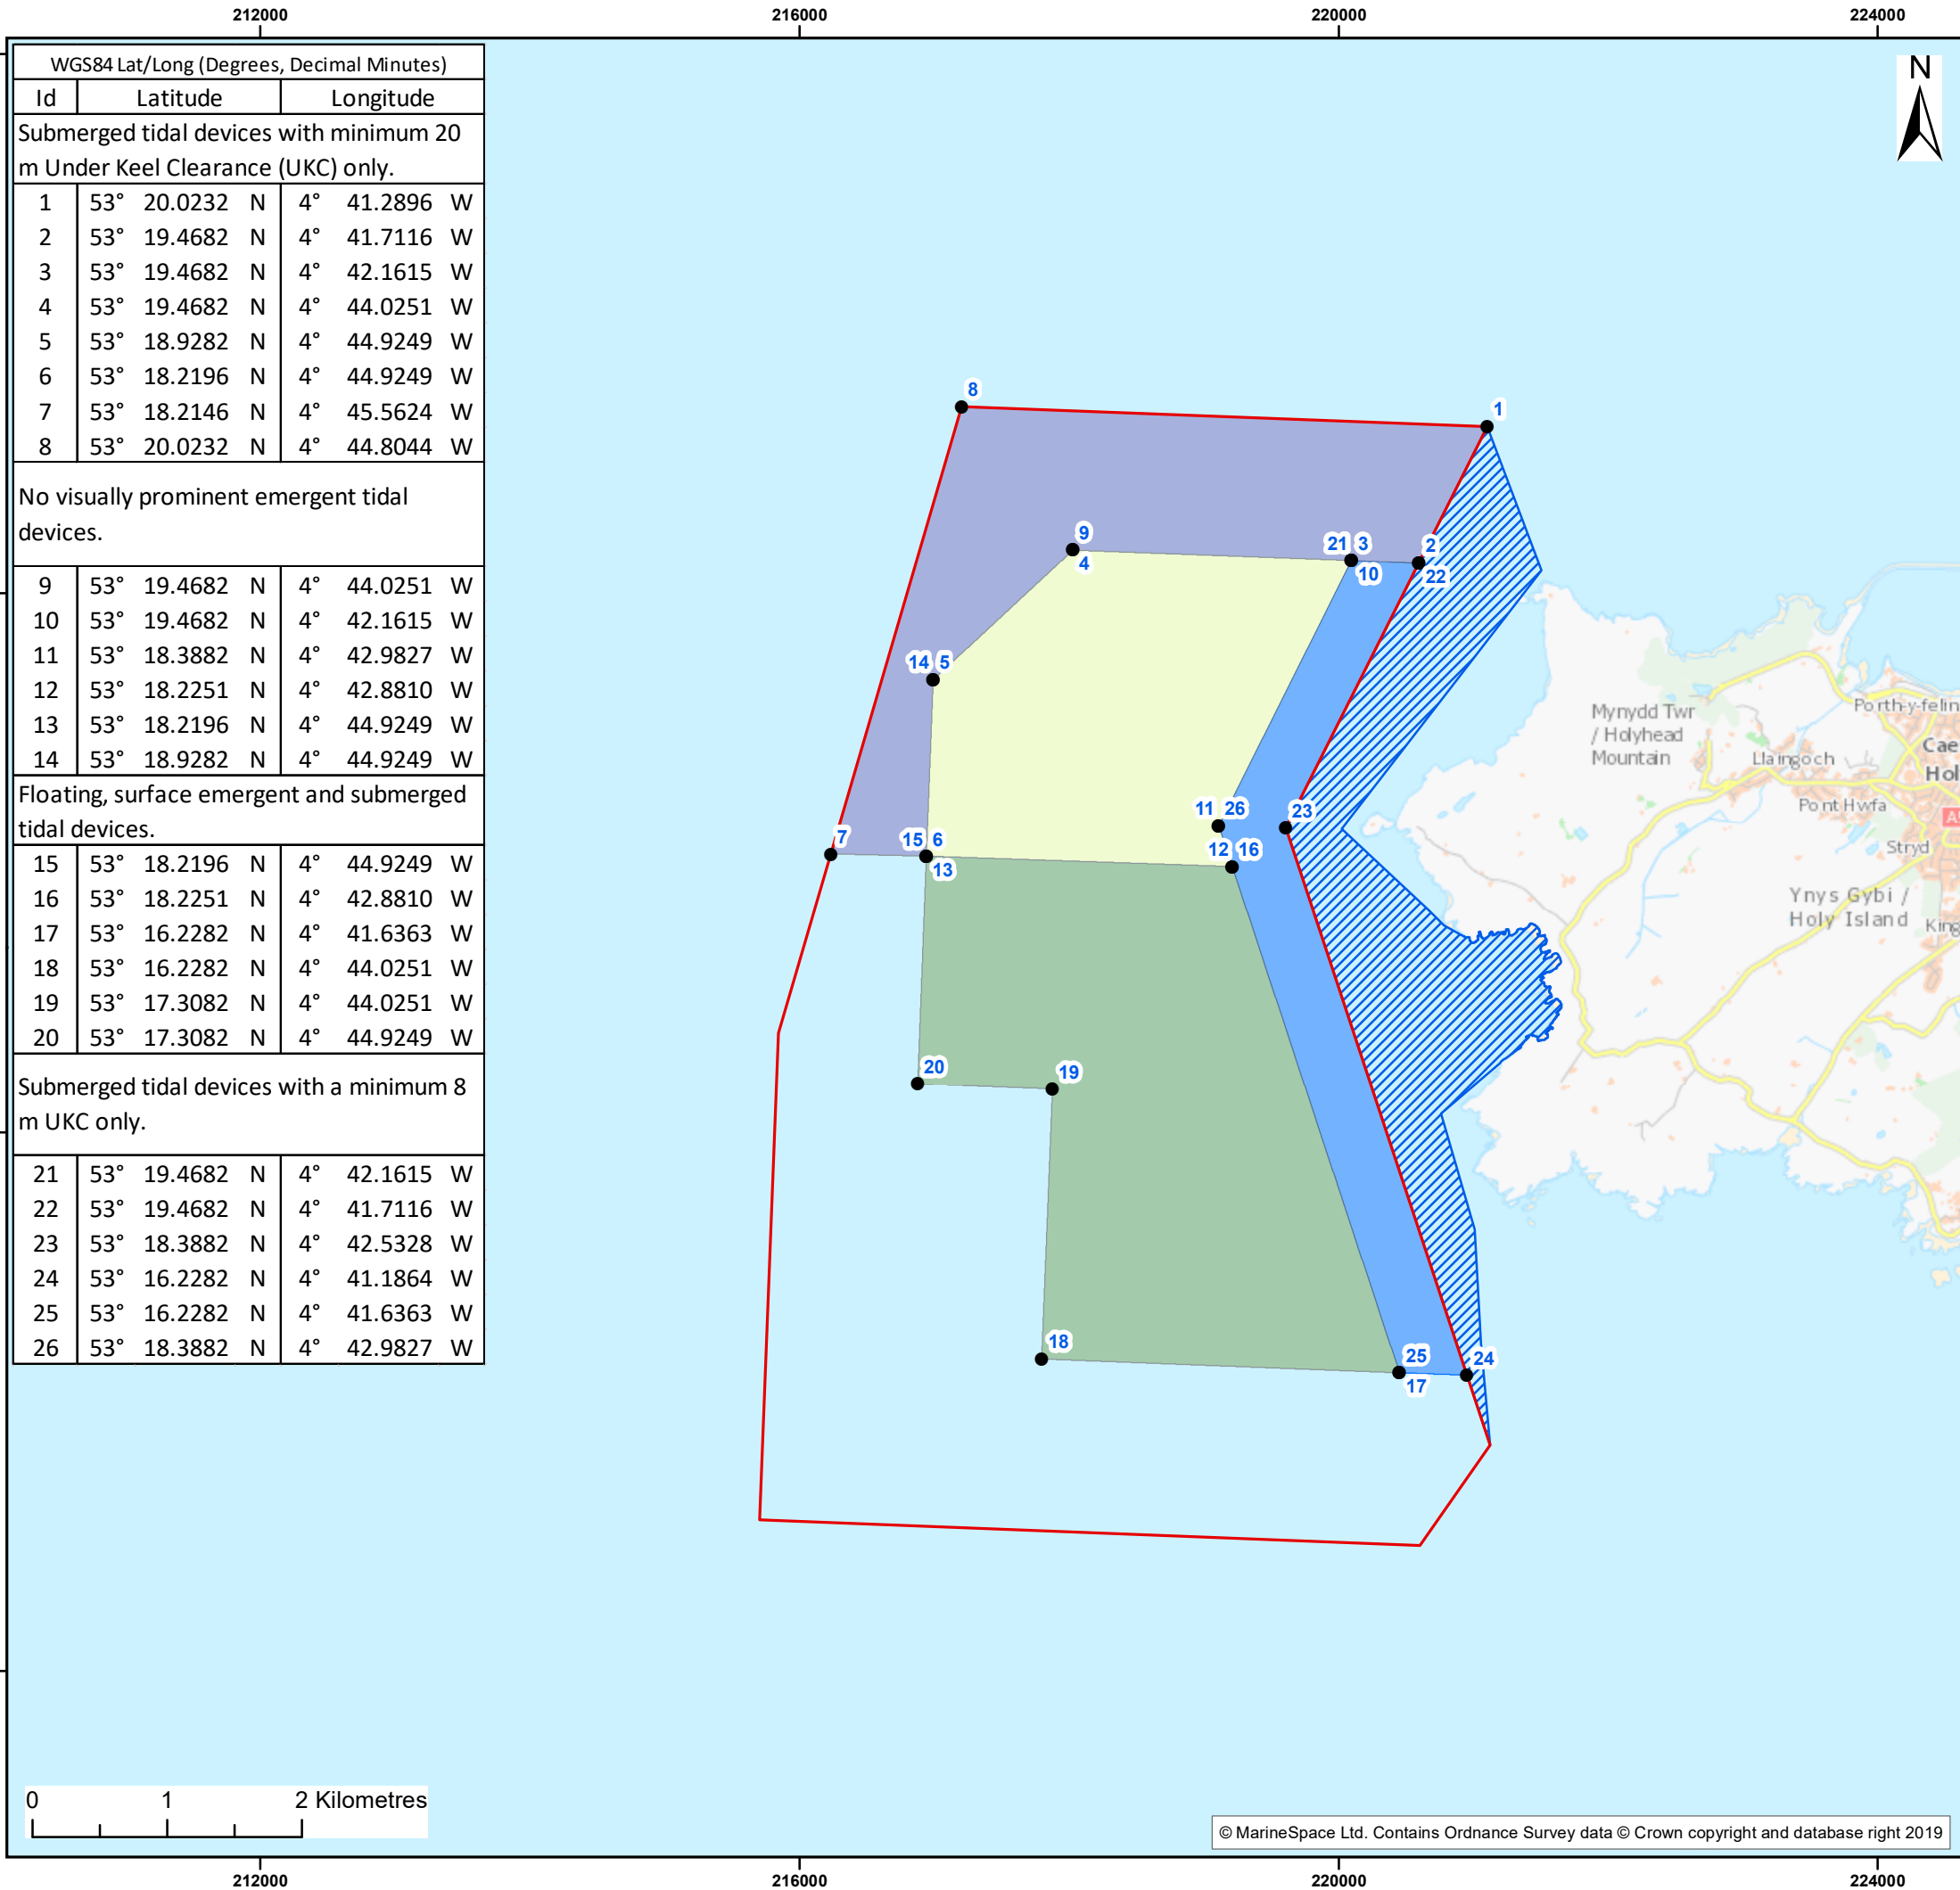 212000 216000 220000 224000
N
WGS84 Lat/Long (Degrees, Decimal Minutes)
Id Latitude Longitude
Submerged tidal devices with minimum 20
m Under Keel Clearance (UKC) only.
1 53° 20.0232 N 4° 41.2896 W
2 53° 19.4682 N 4° 41.7116 W
3 53° 19.4682 N 4° 42.1615 W
4 53° 19.4682 N 4° 44.0251 W
5 53° 18.9282 N 4° 44.9249 W
6 53° 18.2196 N 4° 44.9249 W
7 53° 18.2146 N 4° 45.5624 W
8 53° 20.0232 N 4° 44.8044 W
No visually prominent emergent tidal
devices.
9 53° 19.4682 N 4° 44.0251 W
10 53° 19.4682 N 4° 42.1615 W
11 53° 18.3882 N 4° 42.9827 W
12 53° 18.2251 N 4° 42.8810 W
13 53° 18.2196 N 4° 44.9249 W
14 53° 18.9282 N 4° 44.9249 W
Floating, surface emergent and submerged
tidal devices.
15 53° 18.2196 N 4° 44.9249 W
16 53° 18.2251 N 4° 42.8810 W
17 53° 16.2282 N 4° 41.6363 W
18 53° 16.2282 N 4° 44.0251 W
19 53° 17.3082 N 4° 44.0251 W
20 53° 17.3082 N 4° 44.9249 W
Submerged tidal devices with a minimum 8
m UKC only.
21 53° 19.4682 N 4° 42.1615 W
22 53° 19.4682 N 4° 41.7116 W
23 53° 18.3882 N 4° 42.5328 W
24 53° 16.2282 N 4° 41.1864 W
25 53° 16.2282 N 4° 41.6363 W
26 53° 18.3882 N 4° 42.9827 W
8
1
9
4
21 3
10
2
22
14 5
11 26
23
12 16
7
15 6
13
20
19
18
25
17
24
Mynydd Twr
/ Holyhead
Mountain
Porth-y-felin
Cae
Hol
Llaingoch
Pont Hwfa
Stryd
Ynys Gybi /
Holy Island
King
0 1 2 Kilometres
© MarineSpace Ltd. Contains Ordnance Survey data © Crown copyright and database right 2019
212000 216000 220000 224000